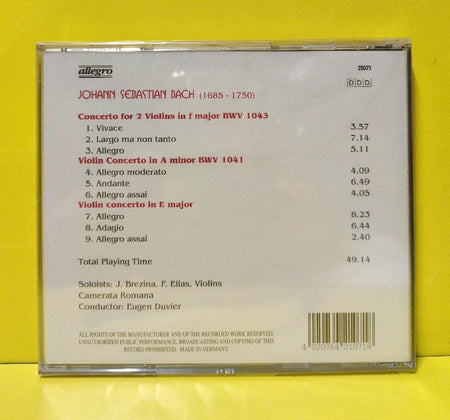 allegro
21071
DDD
JOHANN SEBASTIAN BACH (1685 - 1750)
Concerto for 2 Violins in f major BWV 1043
1. Vivace 3.57
2. Largo ma non tanto 7.14
3. Allegro 5.11
Violin Concerto in A minor BWV 1041
4. Allegro moderato 4.09
5. Andante 6.49
6. Allegro assai 4.05
Violin concerto in E major
7. Allegro 8.23
8. Adagio 6.44
9. Allegro assai 2.40
Total Playing Time 49.14
Soloists: J. Brezina, F. Elias, Violins
Camerata Romana
Conductor: Eugen Duvier
ALL RIGHTS OF THE MANUFACTURER AND OF THE RECORDED WORK RESERVED.
UNAUTHORISED PUBLIC PERFORMANCE, BROADCASTING AND COPYING OF THIS
RECORD PROHIBITED. MADE IN GERMANY
4 020764 210718